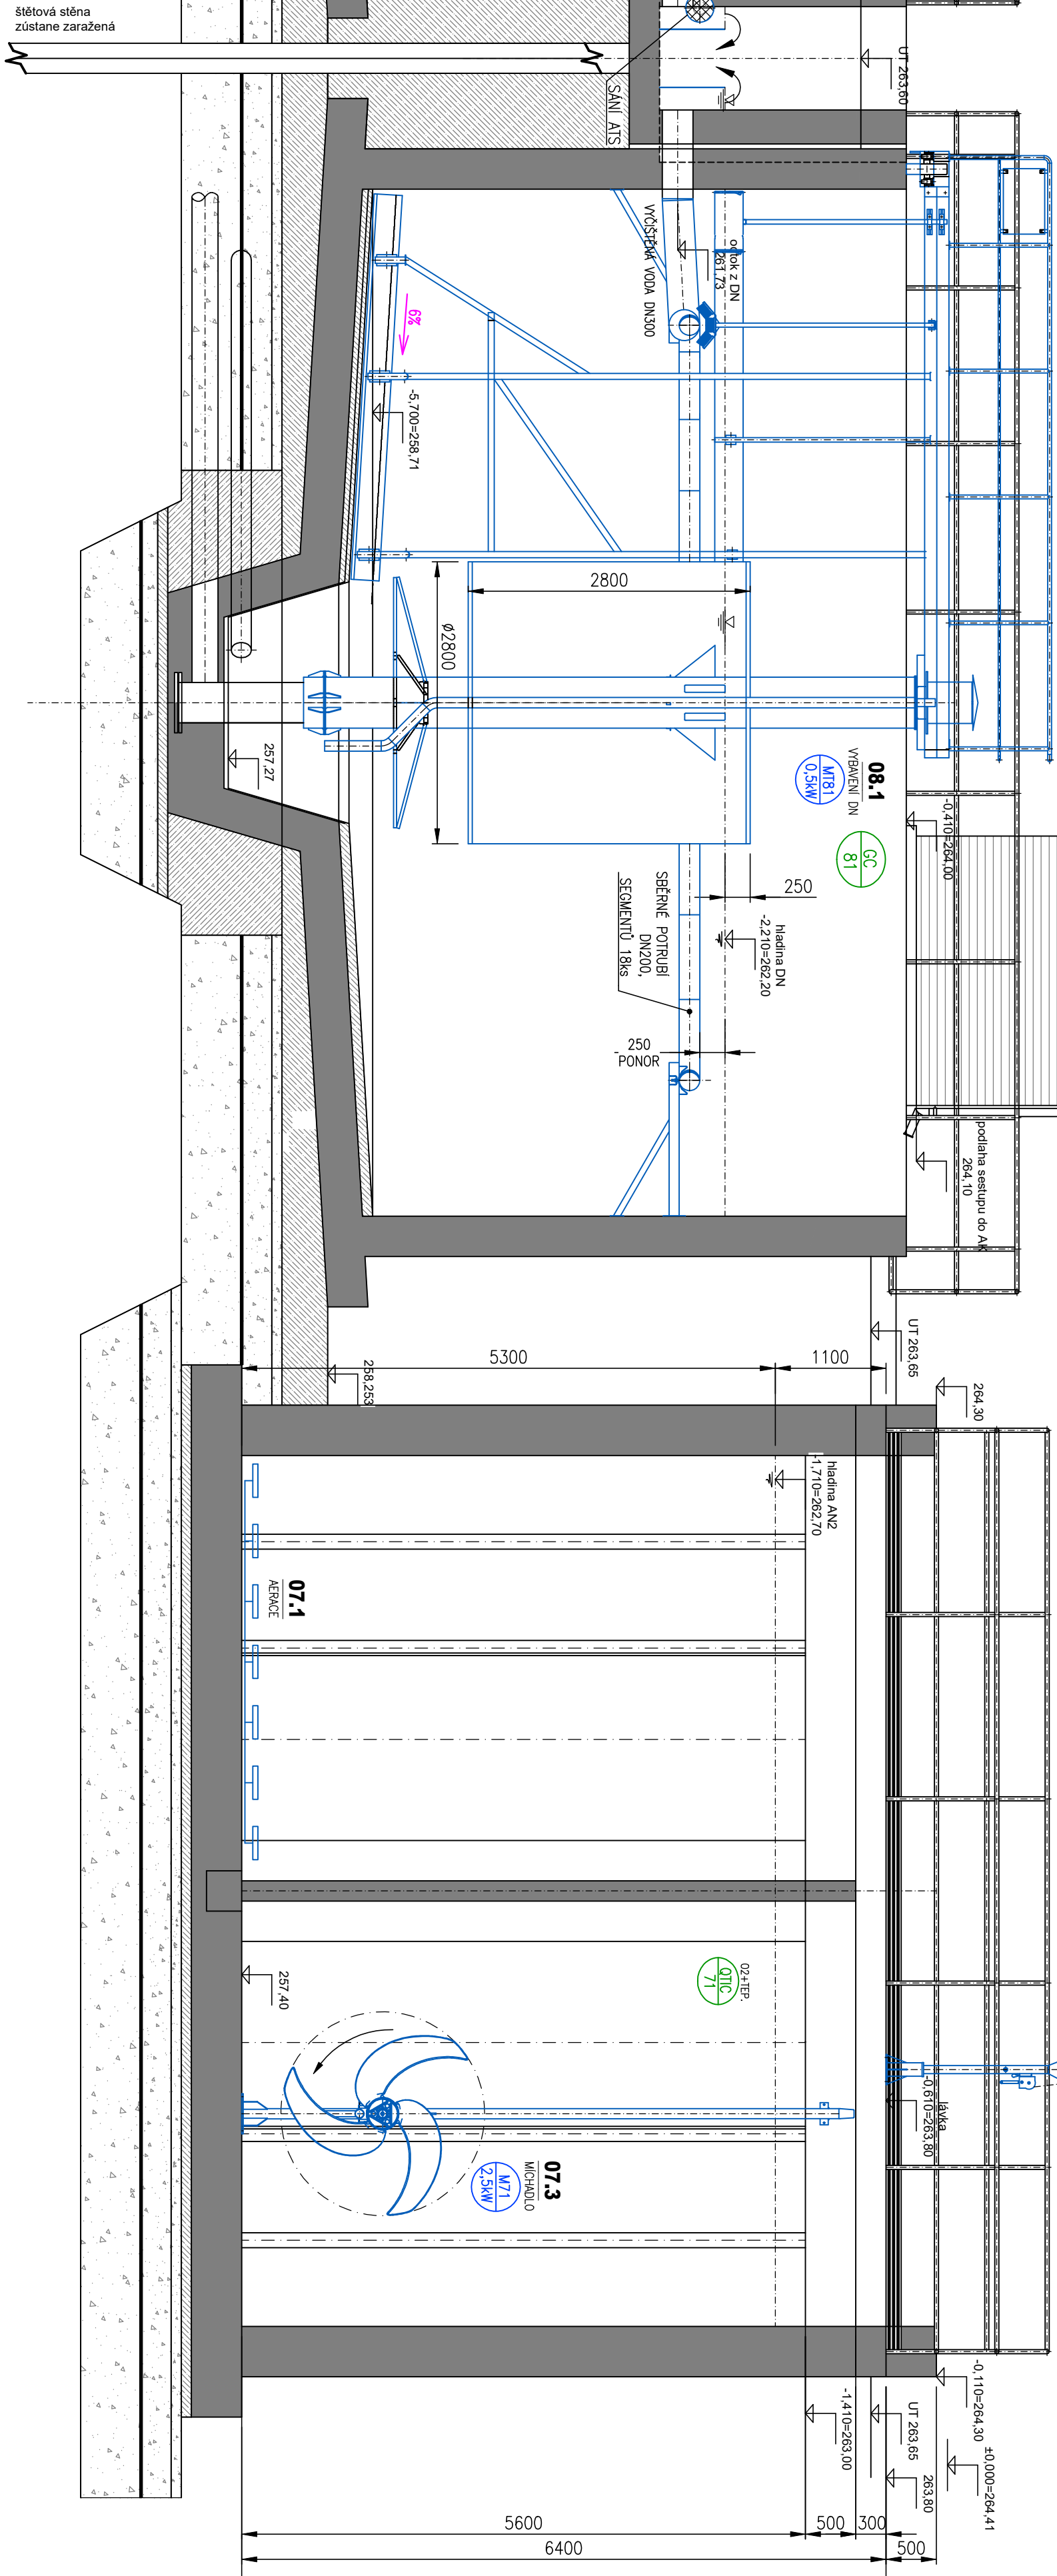 štětová stěna
zůstane zaražená
UT 263,60
SÁNÍ ATS
VYČIŠTĚNÁ VODA DN300
odtok z DN
261,73
6%
-5,700=258,71
2800
Ø2800
257,27
08.1
VYBAVENÍ DN
MT81
0,5kW
GC
81
-0,410=264,00
250
hladina DN
-2,210=262,20
SBĚRNÉ POTRUBÍ
DN200,
SEGMENTŮ 18ks
250
PONOR
podlaha sestupu do AK
264,10
UT 263,65
5300
1100
258,253
264,30
hladina AN2
-1,710=262,70
07.1
AERACE
O2+TEP.
QTIC
71
257,40
lávka
-0,610=263,80
07.3
MÍCHADLO
M71
2,5kW
-0,110=264,30
±0,000=264,41
UT 263,65
263,80
-1,410=263,00
5600
500
300
6400
500